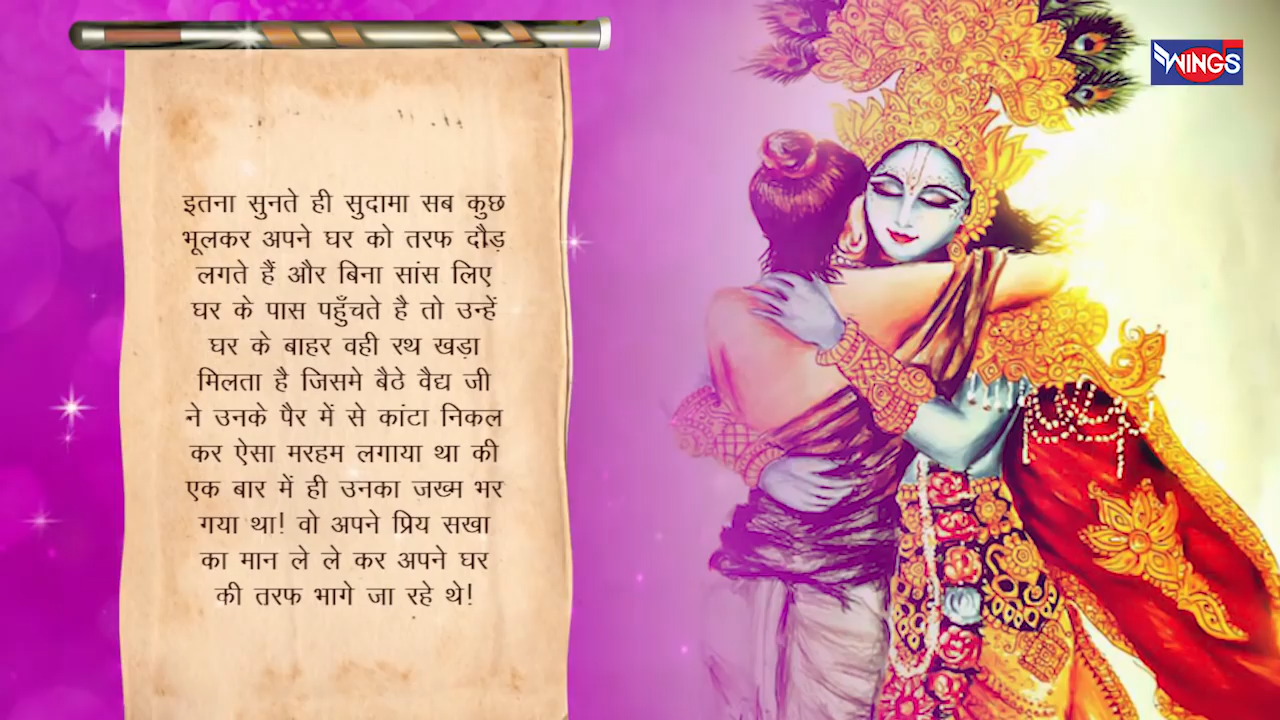 इतना सुनते ही सुदामा सब कुछ
भूलकर अपने घर को तरफ दौड़
लगते हैं और बिना सांस लिए
घर के पास पहुँचते है तो उन्हें
घर के बाहर वही रथ खड़ा
मिलता है जिसमे बैठे वैद्य जी
ने उनके पैर में से कांटा निकल
कर ऐसा मरहम लगाया था की
एक बार में ही उनका जख्म भर
गया था! वो अपने प्रिय सखा
का मान ले ले कर अपने घर
की तरफ भागे जा रहे थे!
WINGS